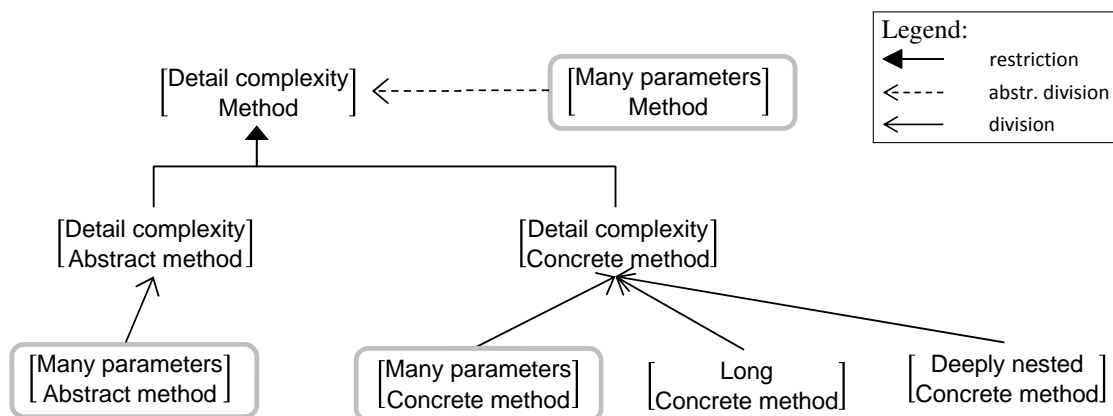 Legend:
restriction
abstr. division
division
[Detail complexity
Method]
[Many parameters
Method]
[Detail complexity
Abstract method]
[Detail complexity
Concrete method]
[Many parameters
Abstract method]
[Many parameters
Concrete method]
[Long
Concrete method]
[Deeply nested
Concrete method]